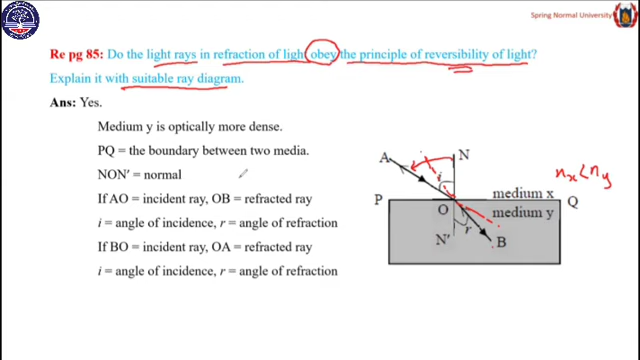 Spring Normal University
Re pg 85: Do the light rays in refraction of ligh obey the principle of reversibility of light?
Explain it with suitable ray diagram.
Ans: Yes.
Medium y is optically more dense.
PQ = the boundary between two media.
NON′ = normal
If AO = incident ray, OB = refracted ray
i = angle of incidence, r = angle of refraction
If BO = incident ray, OA = refracted ray
i = angle of incidence, r = angle of refraction
A
N
i
nx < ny
P
medium x
Q
O
medium y
N′
r
B